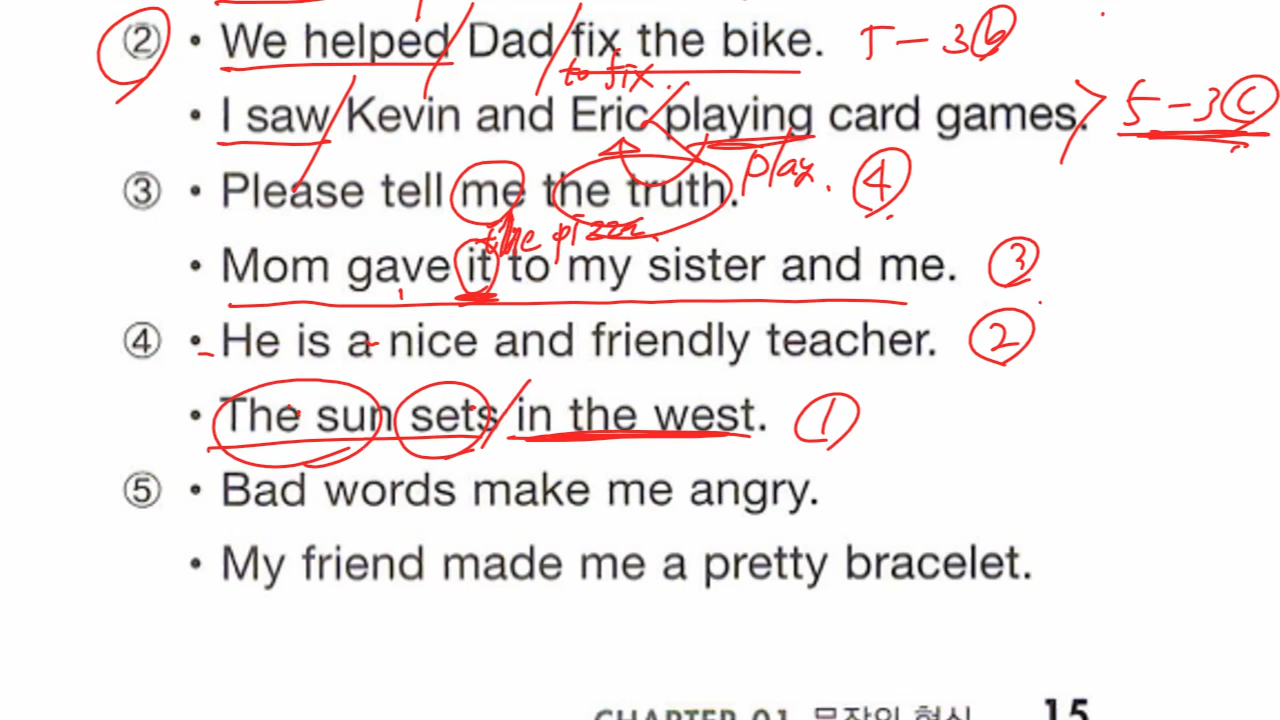 ② • We helped Dad fix the bike. 5-3ⓑ
to fix.
• I saw Kevin and Eric playing card games. 5-3ⓒ
play.
③ • Please tell me the truth. ④
the pizza
• Mom gave it to my sister and me. ③
④ • He is a nice and friendly teacher. ②
• The sun sets in the west. ①
⑤ • Bad words make me angry.
• My friend made me a pretty bracelet.
CHAPTER 01 문장의 형식 15